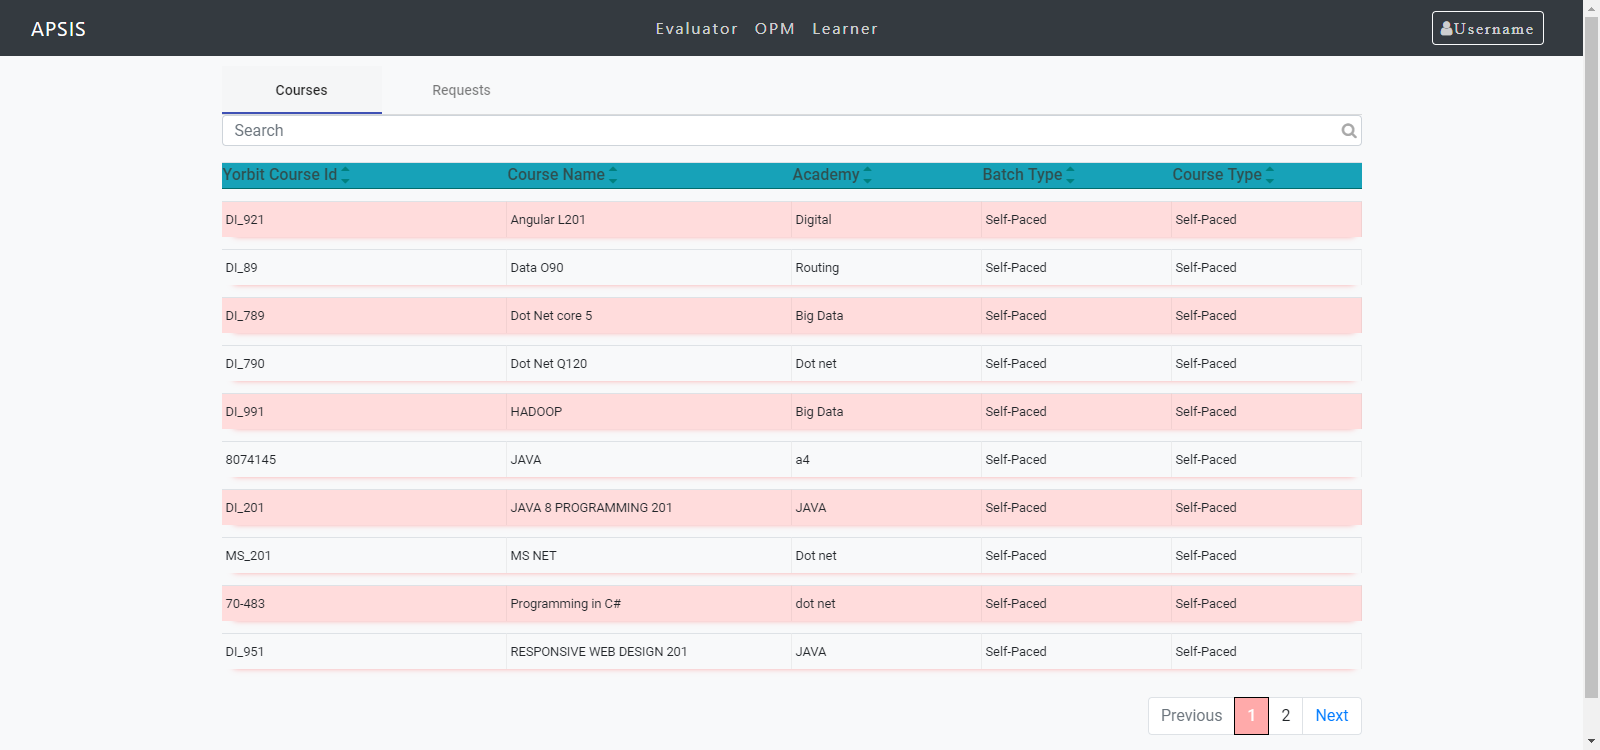 APSIS Evaluator OPM Learner Username
Courses Requests
Search
Yorbit Course Id Course Name Academy Batch Type Course Type
DI_921 Angular L201 Digital Self-Paced Self-Paced
DI_89 Data O90 Routing Self-Paced Self-Paced
DI_789 Dot Net core 5 Big Data Self-Paced Self-Paced
DI_790 Dot Net Q120 Dot net Self-Paced Self-Paced
DI_991 HADOOP Big Data Self-Paced Self-Paced
8074145 JAVA a4 Self-Paced Self-Paced
DI_201 JAVA 8 PROGRAMMING 201 JAVA Self-Paced Self-Paced
MS_201 MS NET Dot net Self-Paced Self-Paced
70-483 Programming in C# dot net Self-Paced Self-Paced
DI_951 RESPONSIVE WEB DESIGN 201 JAVA Self-Paced Self-Paced
Previous 1 2 Next